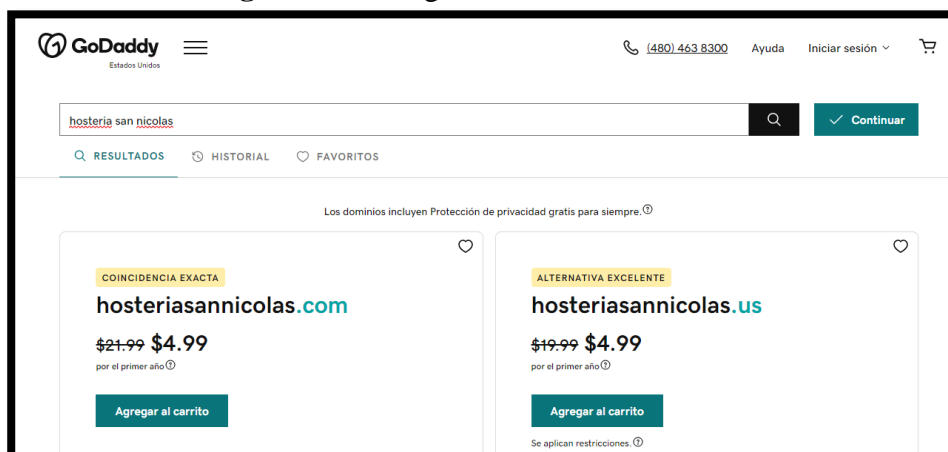 GoDaddy
Estados Unidos
(480) 463 8300 Ayuda Iniciar sesión
hosteria san nicolas
Continuar
RESULTADOS HISTORIAL FAVORITOS
Los dominios incluyen Protección de privacidad gratis para siempre.
COINCIDENCIA EXACTA
hosteriasannicolas.com
$21.99 $4.99
por el primer año
Agregar al carrito
ALTERNATIVA EXCELENTE
hosteriasannicolas.us
$19.99 $4.99
por el primer año
Agregar al carrito
Se aplican restricciones.